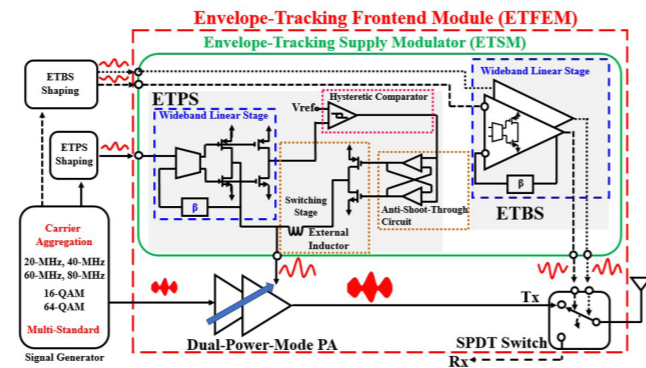 Envelope-Tracking Frontend Module (ETFEM)
Envelope-Tracking Supply Modulator (ETSM)
ETBS
Shaping
ETPS
Shaping
ETPS
Wideband Linear Stage
β
Vref
Hysteretic Comparator
Switching
Stage
External
Inductor
Anti-Shoot-Through
Circuit
Wideband Linear Stage
β
ETBS
Carrier
Aggregation
20-MHz, 40-MHz
60-MHz, 80-MHz
16-QAM
64-QAM
Multi-Standard
Signal Generator
Dual-Power-Mode PA
Tx
SPDT Switch
Rx